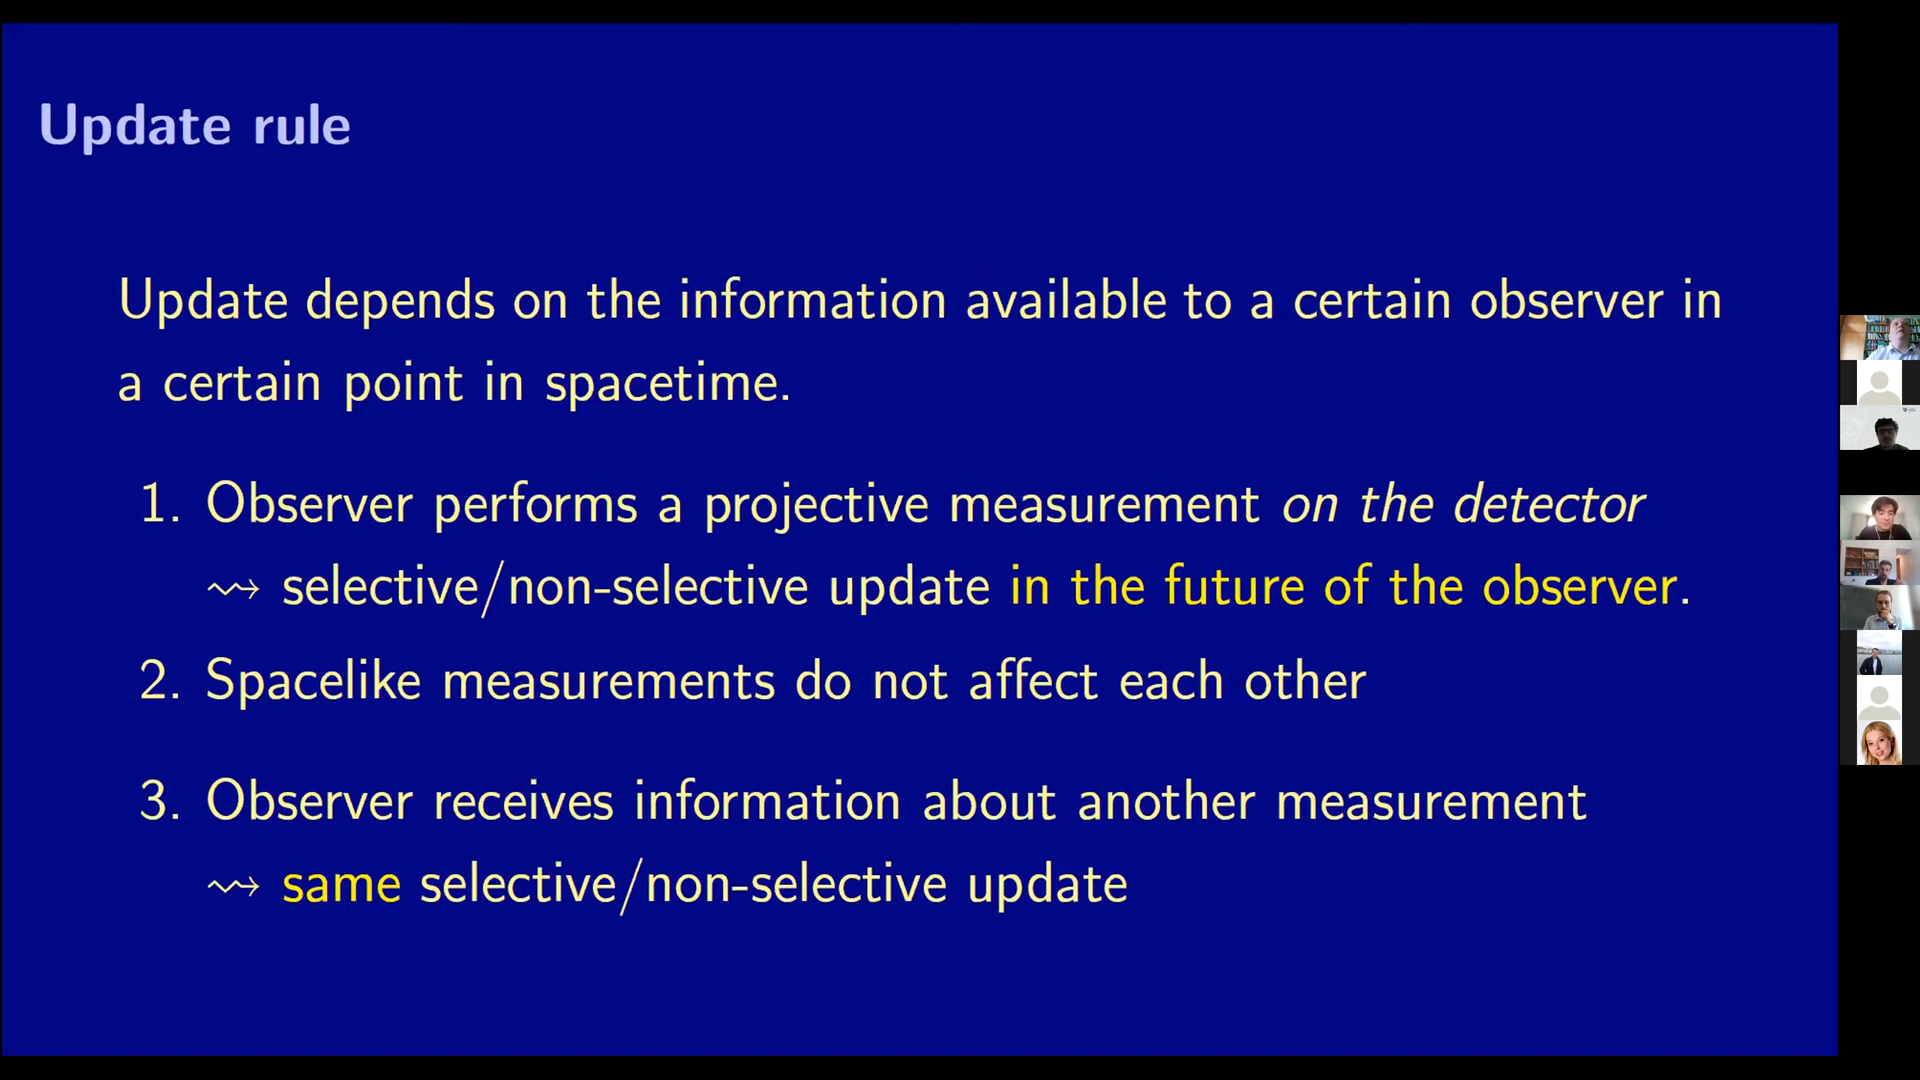 Update rule
Update depends on the information available to a certain observer in
a certain point in spacetime.
1. Observer performs a projective measurement on the detector
⇝ selective/non-selective update in the future of the observer.
2. Spacelike measurements do not affect each other
3. Observer receives information about another measurement
⇝ same selective/non-selective update